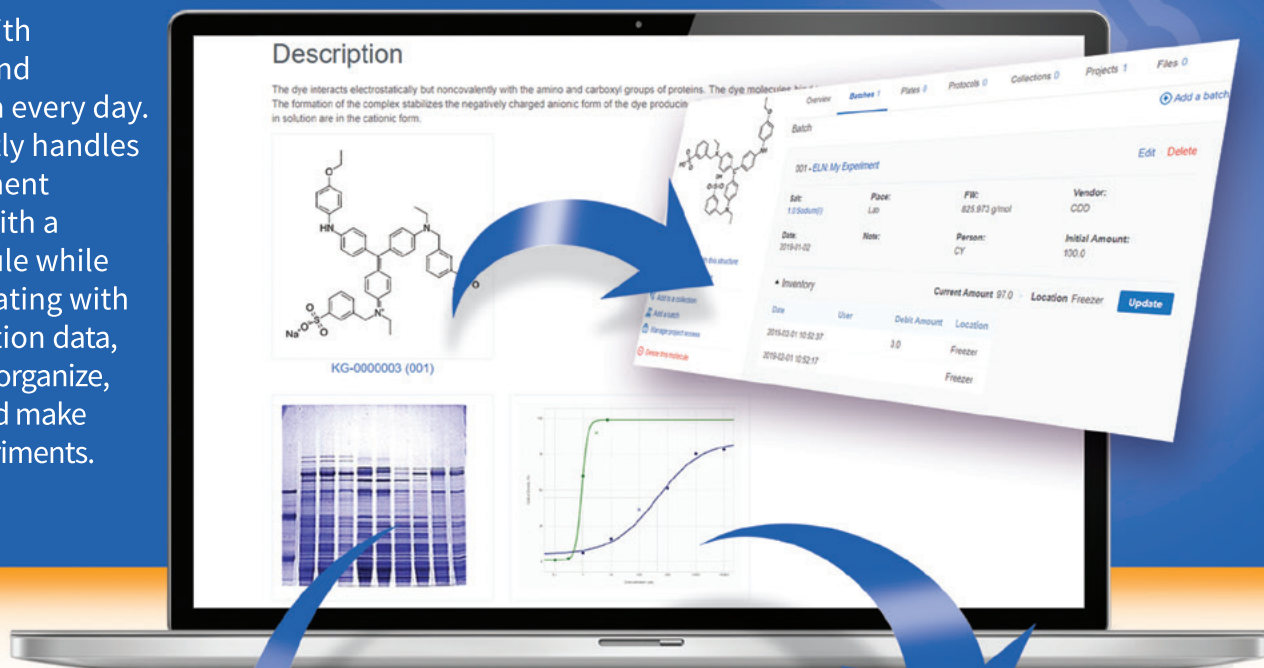 ith
nd
n every day.
ly handles
nent
ith a
ule while
ating with
tion data,
organize,
d make
riments.
Description
The dye interacts electrostatically but noncovalently with the amino and carboxyl groups of proteins. The dye molecules
The formation of the complex stabilizes the negatively charged anionic form of the dye producin
in solution are in the cationic form.
KG-0000003 (001)
Overview Batches 1 Plates 0 Protocols 0 Collections 0 Projects 1 Files 0
Add a batch
Batch
001 - ELN: My Experiment
Edit Delete
Salt: Place: FW: Vendor:
1.0 Sodium(I) Lab 825.973 g/mol CDD
Date: Note: Person: Initial Amount:
2019-01-02 CY 100.0
Inventory
Current Amount 97.0 Location Freezer Update
Date User Debit Amount Location
2019-02-01 10:52:37 3.0 Freezer
2019-02-01 10:52:17 Freezer
this structure
Add to a collection
Add a batch
Manage project access
Delete this molecule
O
HN
N
N+
O
S
O
O-
Na+